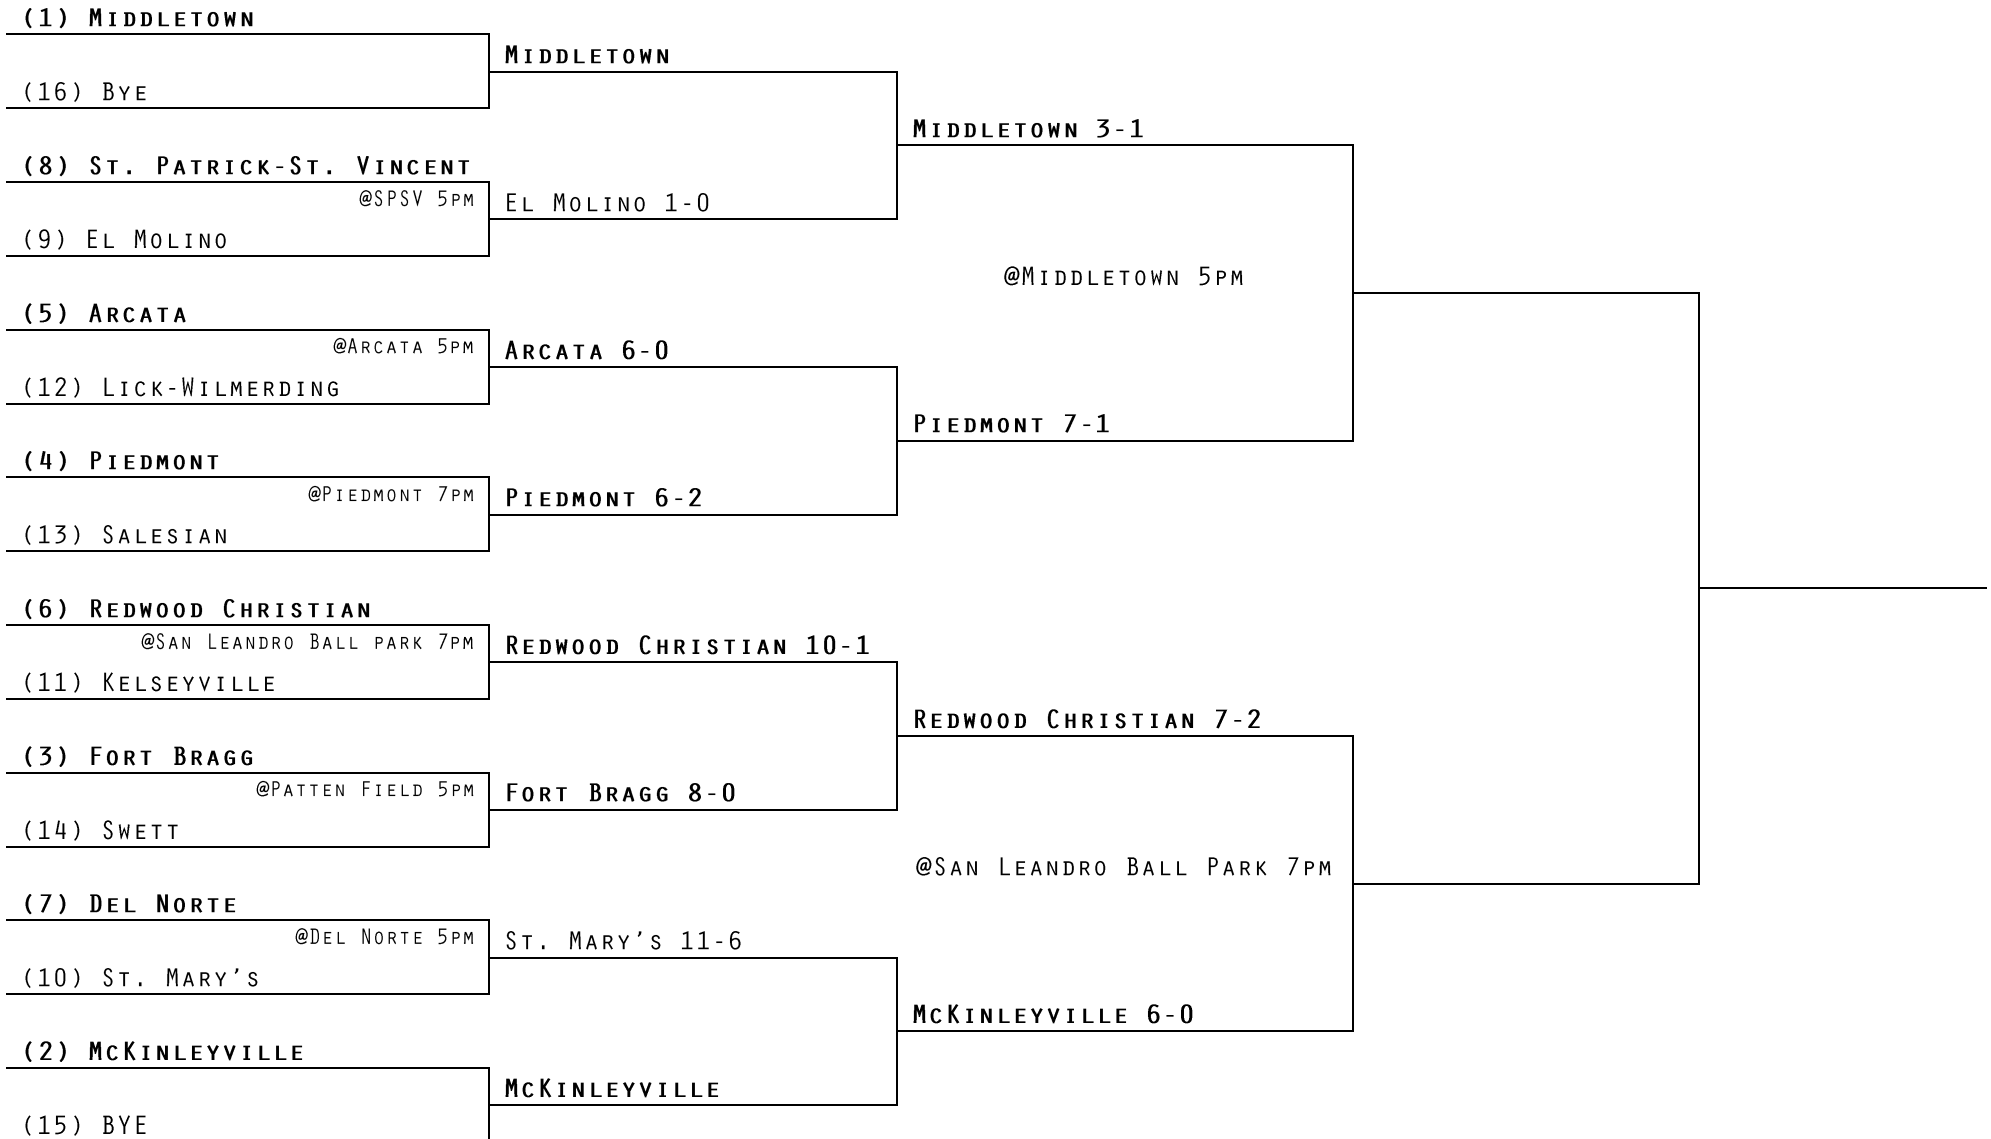 (1) Middletown
Middletown
(16) Bye
Middletown 3-1
(8) St. Patrick-St. Vincent
@SPSV 5pm
El Molino 1-0
(9) El Molino
@Middletown 5pm
(5) Arcata
@Arcata 5pm
Arcata 6-0
(12) Lick-Wilmerding
Piedmont 7-1
(4) Piedmont
@Piedmont 7pm
Piedmont 6-2
(13) Salesian
(6) Redwood Christian
@San Leandro Ball park 7pm
Redwood Christian 10-1
(11) Kelseyville
Redwood Christian 7-2
(3) Fort Bragg
@Patten Field 5pm
Fort Bragg 8-0
(14) Swett
@San Leandro Ball Park 7pm
(7) Del Norte
@Del Norte 5pm
St. Mary's 11-6
(10) St. Mary's
McKinleyville 6-0
(2) McKinleyville
McKinleyville
(15) BYE